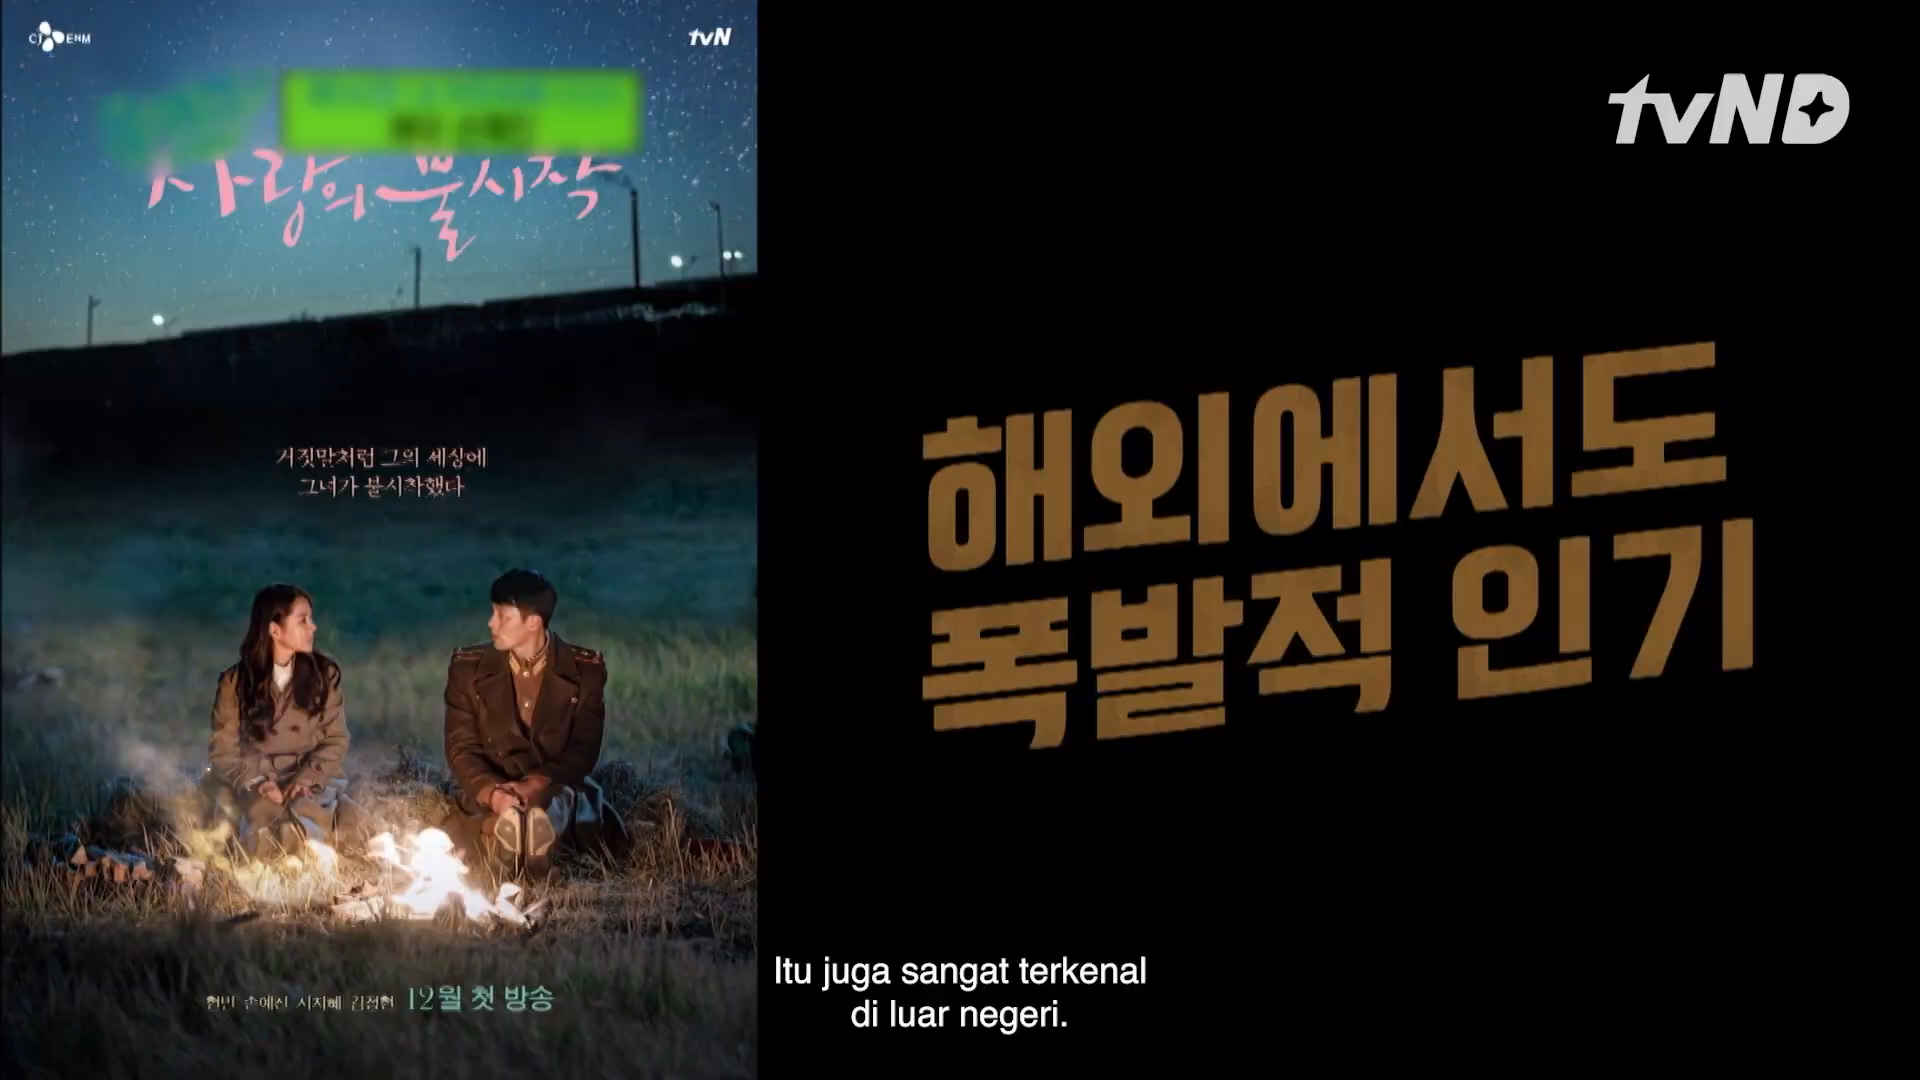 CJ ENM
tvN
사랑의 불시착
거짓말처럼 그의 세상에
그녀가 불시착했다
현빈 손예진 서지혜 김정현 12월 첫 방송
tvND
해외에서도
폭발적 인기
Itu juga sangat terkenal
di luar negeri.